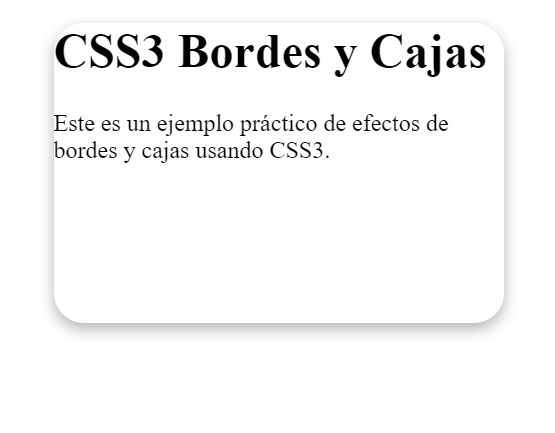 CSS3 Bordes y Cajas
Este es un ejemplo práctico de efectos de
bordes y cajas usando CSS3.